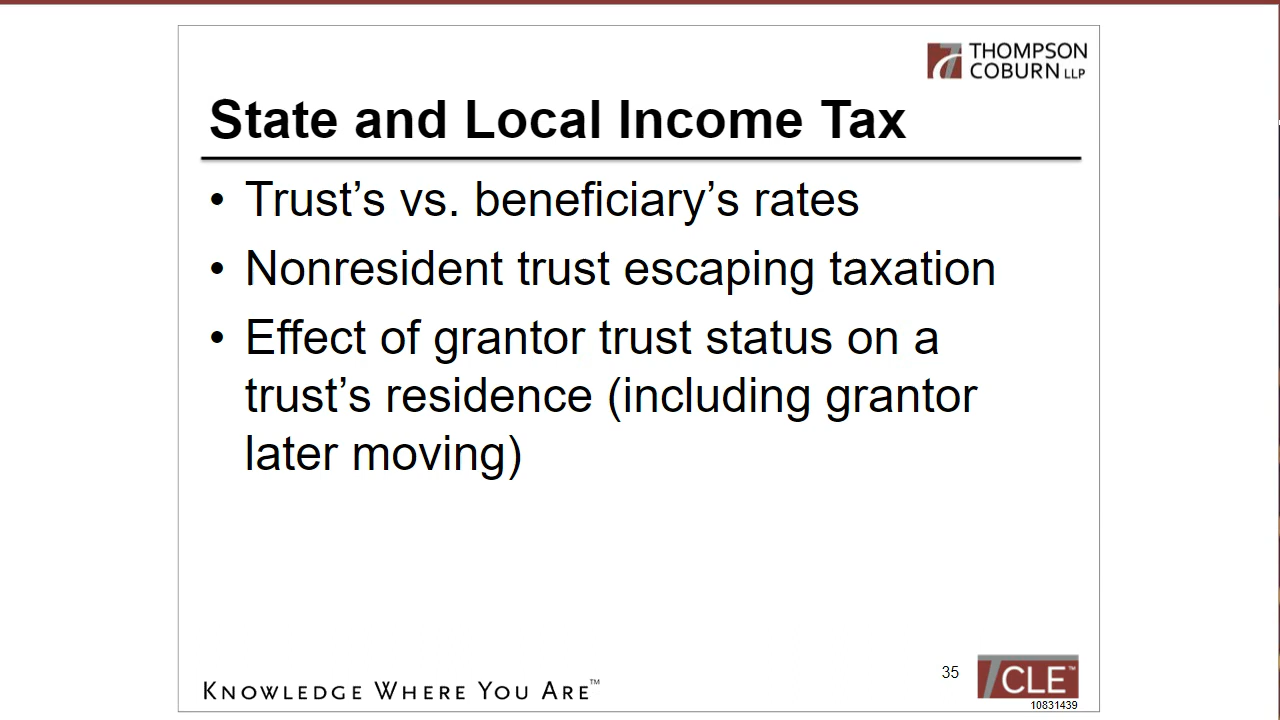 THOMPSON
COBURN LLP
State and Local Income Tax
• Trust’s vs. beneficiary’s rates
• Nonresident trust escaping taxation
• Effect of grantor trust status on a
trust’s residence (including grantor
later moving)
KNOWLEDGE WHERE YOU ARE™
35
TCLE™
10831439